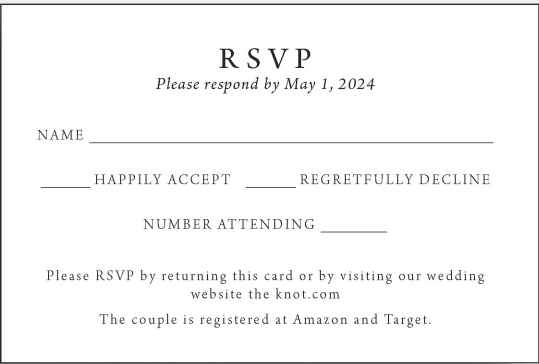 RSVP
Please respond by May 1, 2024
NAME
HAPPILY ACCEPT REGRETFULLY DECLINE
NUMBER ATTENDING
Please RSVP by returning this card or by visiting our wedding
website the knot.com
The couple is registered at Amazon and Target.